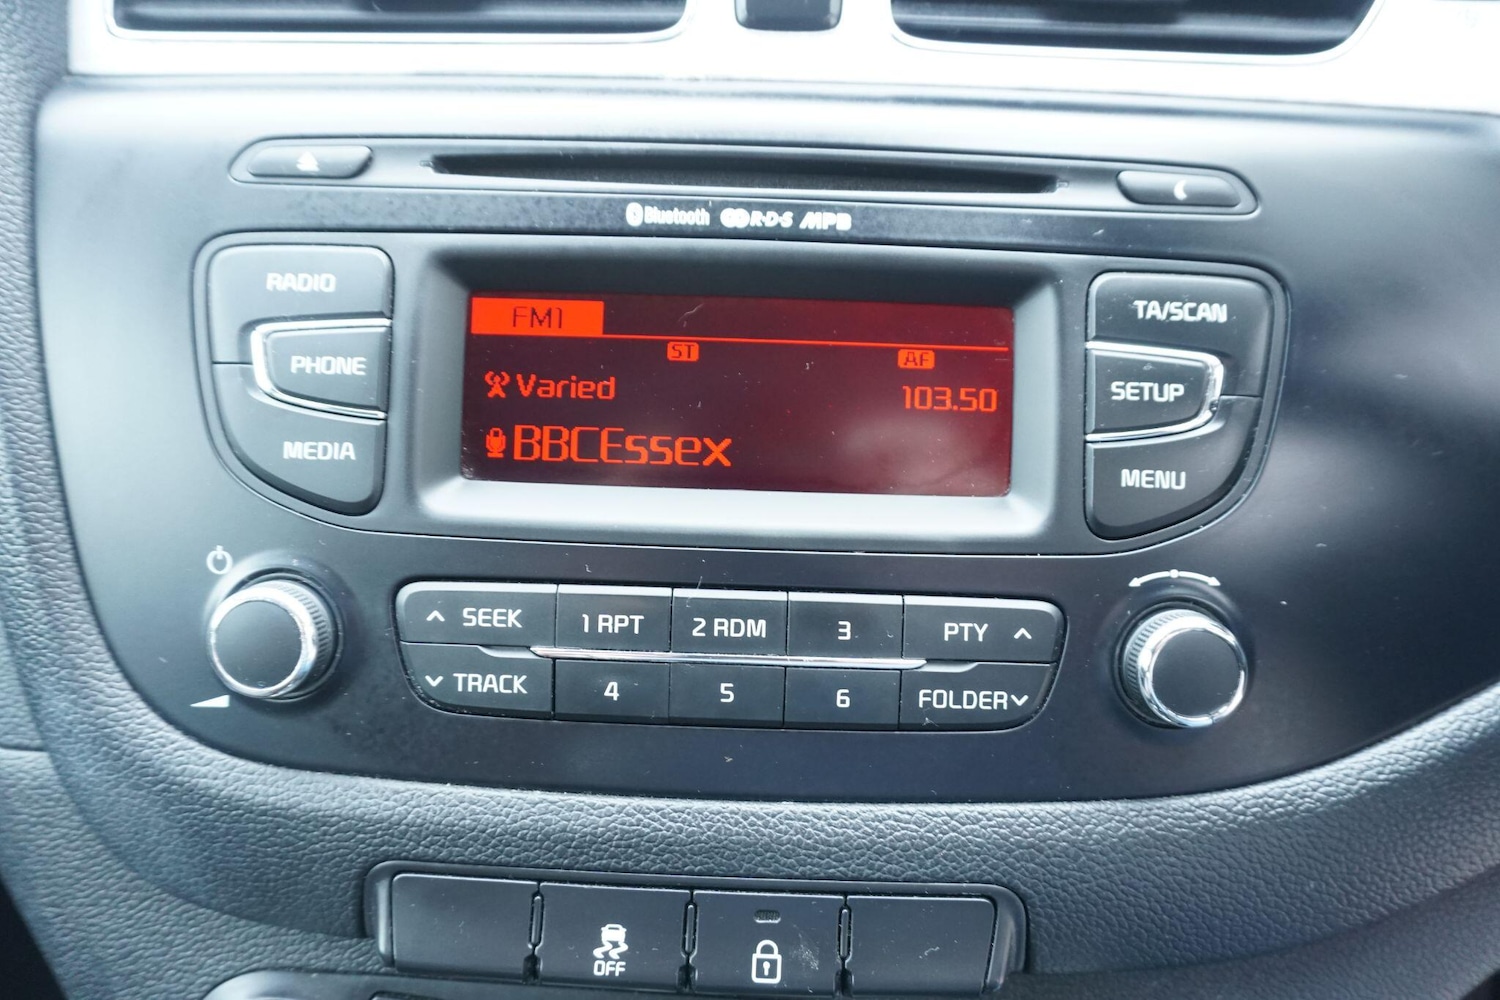 Bluetooth R·D·S MP3
RADIO
PHONE
MEDIA
FM1
ST AF
Varied 103.50
BBCEssex
TA/SCAN
SETUP
MENU
SEEK 1 RPT 2 RDM 3 PTY
TRACK 4 5 6 FOLDER
OFF